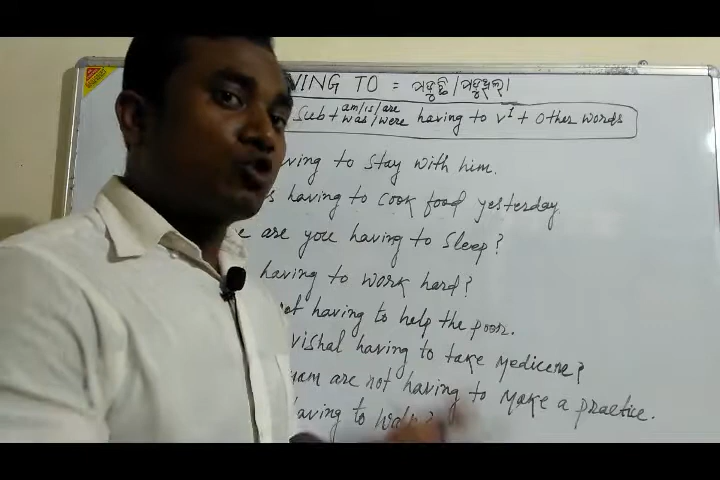 VING TO = ପଡୁଛି / ପଡୁଥିଲା
Sub + am/is/are was/were having to V1 + Other words
ving to stay with him.
s having to cook food yesterday.
e are you having to sleep?
having to work hard?
ot having to help the poor.
vishal having to take medicene?
yam are not having to make a practice.
having to